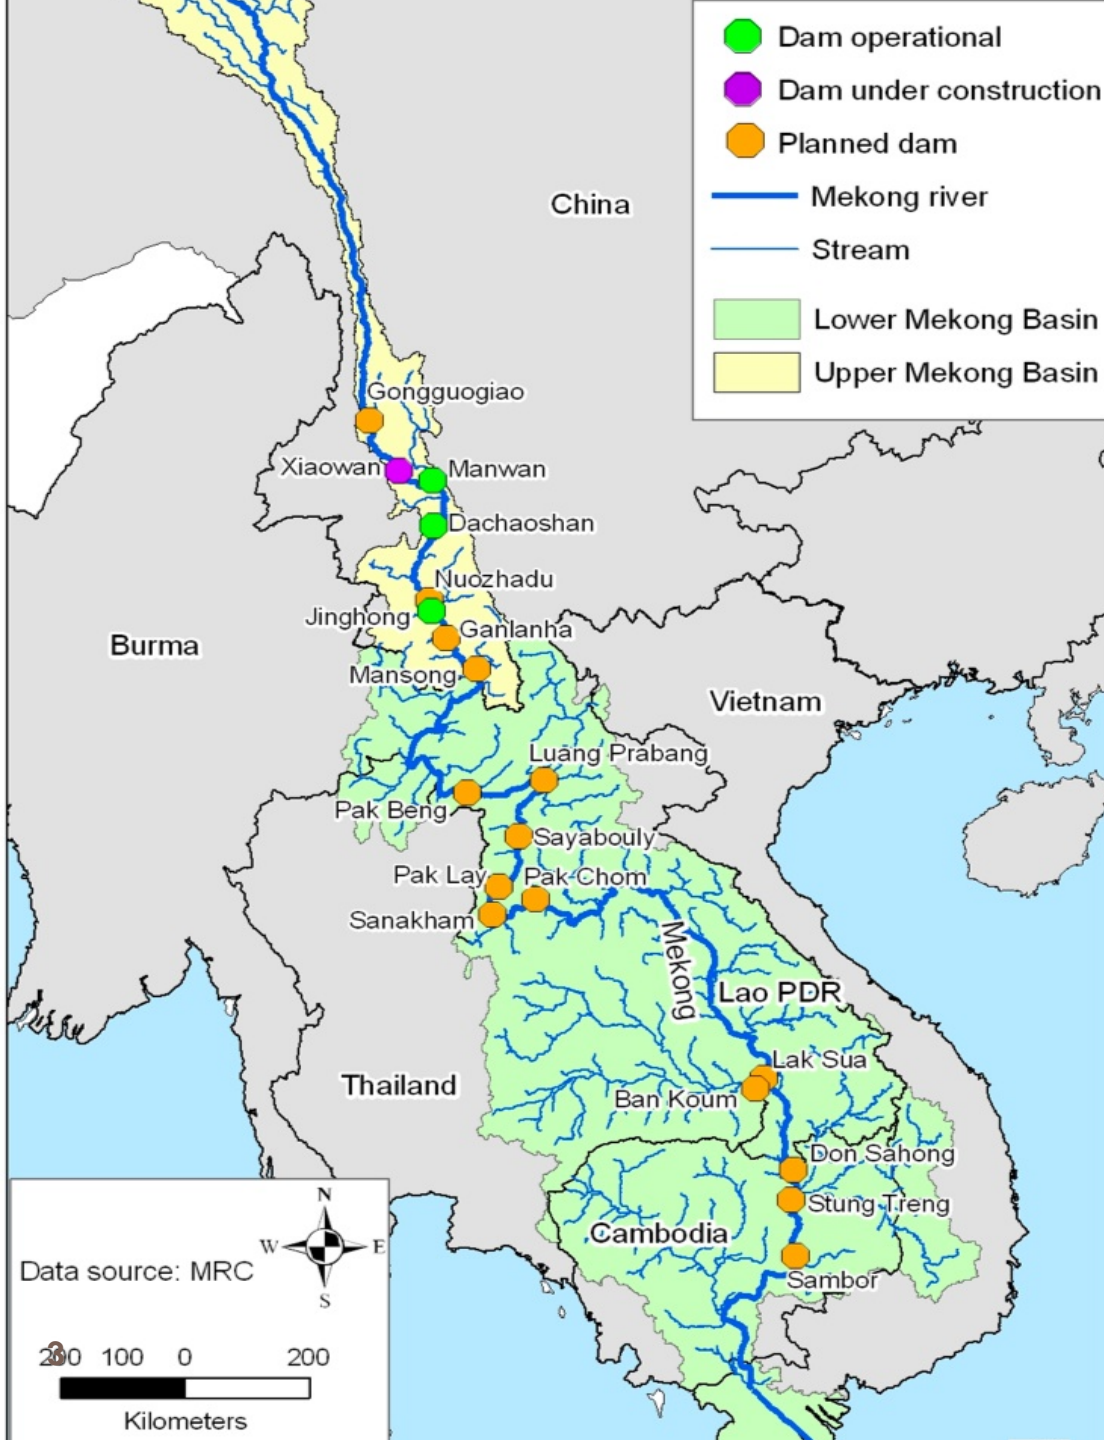 Dam operational
Dam under construction
Planned dam
Mekong river
Stream
Lower Mekong Basin
Upper Mekong Basin
China
Gongguogiao
Xiaowan
Manwan
Dachaoshan
Nuozhadu
Jinghong
Ganlanha
Mansong
Burma
Vietnam
Luang Prabang
Pak Beng
Sayabouly
Pak Lay
Pak Chom
Sanakham
Mekong
Lao PDR
Lak Sua
Ban Koum
Thailand
Don Sahong
Stung Treng
Cambodia
Sambor
N
W E
S
Data source: MRC
3
200 100 0 200
Kilometers